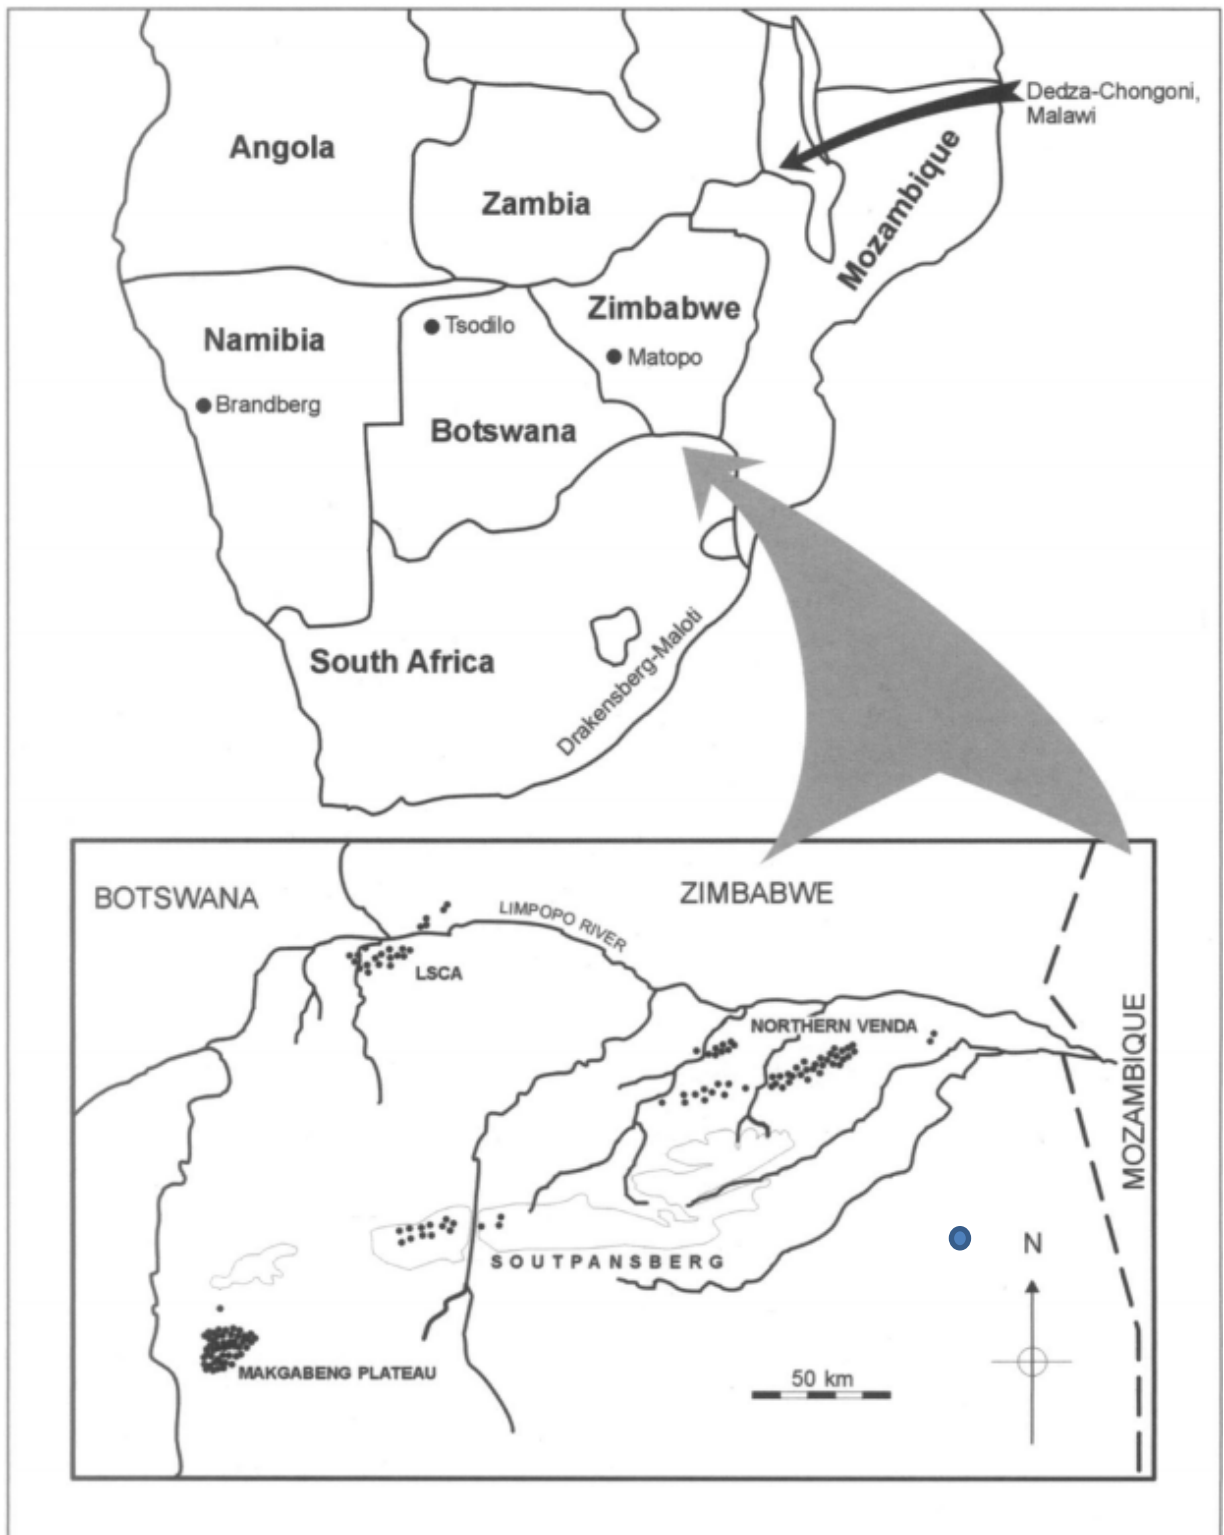 Dedza-Chongoni,
Malawi
Angola
Zambia
Mozambique
Zimbabwe
Namibia
Tsodilo
Matopo
Brandberg
Botswana
South Africa
Drakensberg-Maloti
BOTSWANA
ZIMBABWE
LIMPOPO RIVER
LSCA
NORTHERN VENDA
MOZAMBIQUE
SOUTPANSBERG
N
MAKGABENG PLATEAU
50 km